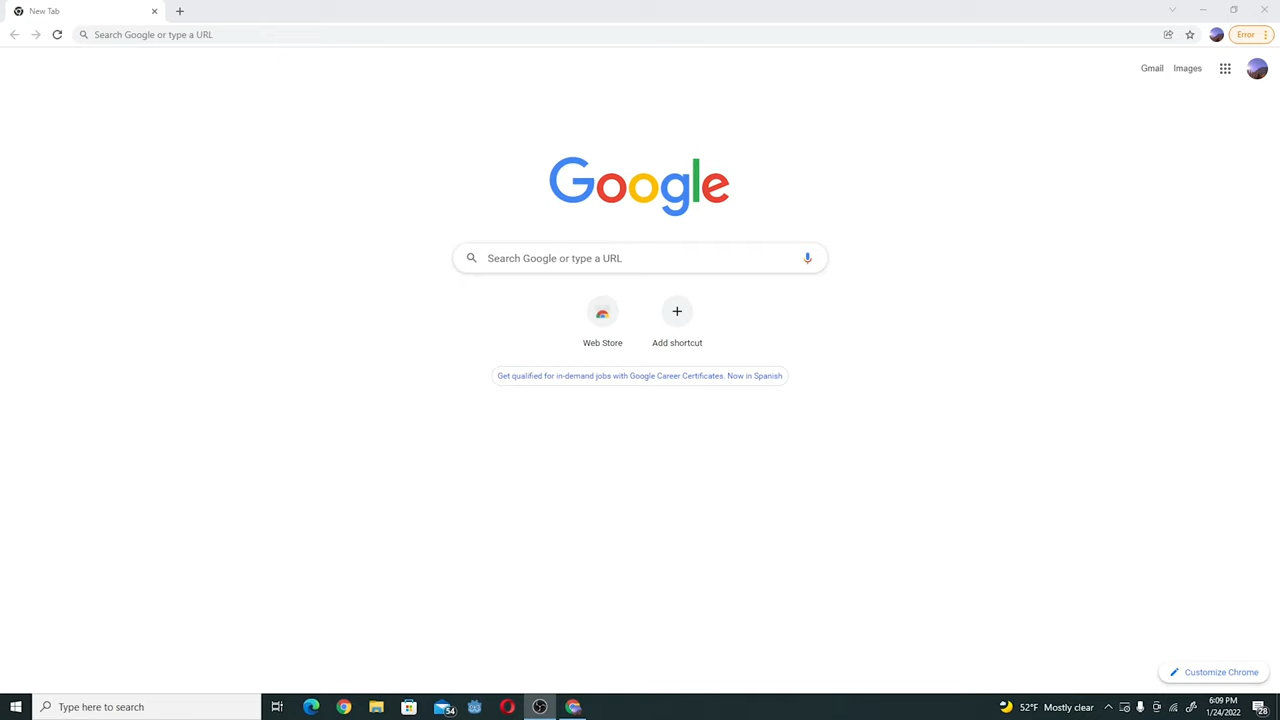 New Tab
Search Google or type a URL
Error
Gmail Images
Google
Search Google or type a URL
Web Store
Add shortcut
Get qualified for in-demand jobs with Google Career Certificates. Now in Spanish
Customize Chrome
Type here to search
54
52°F Mostly clear
6:09 PM
1/24/2022
28